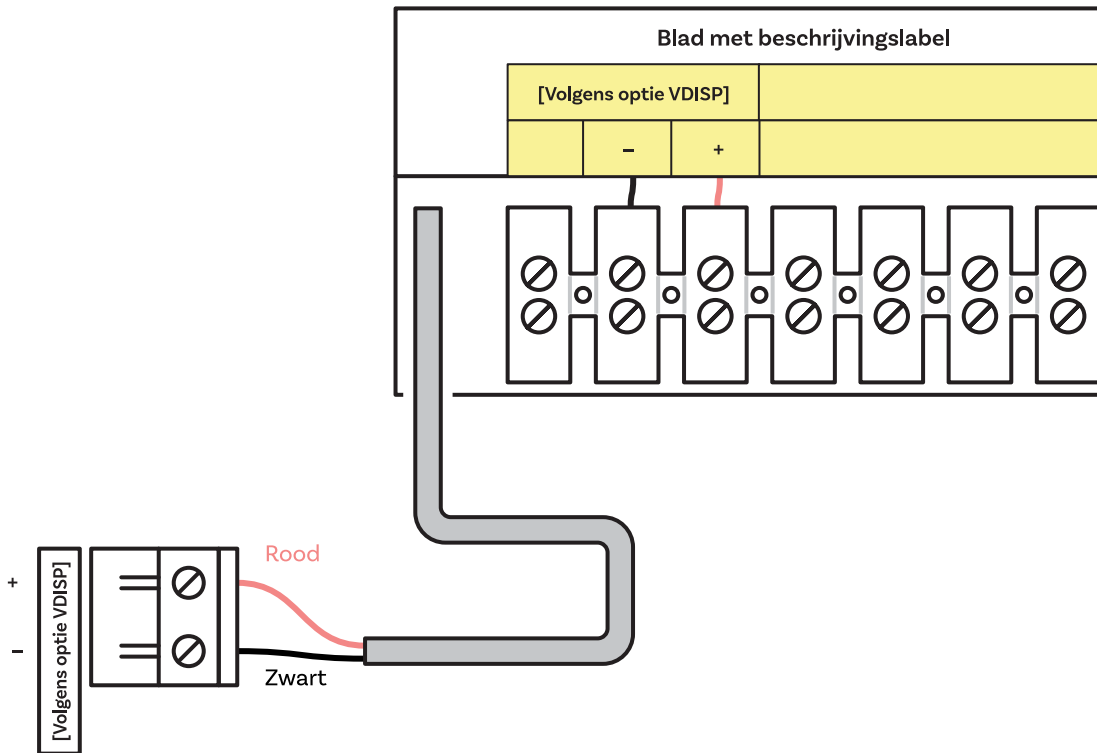 Blad met beschrijvingslabel
[Volgens optie VDISP]
– +
Rood
+
[Volgens optie VDISP]
–
Zwart